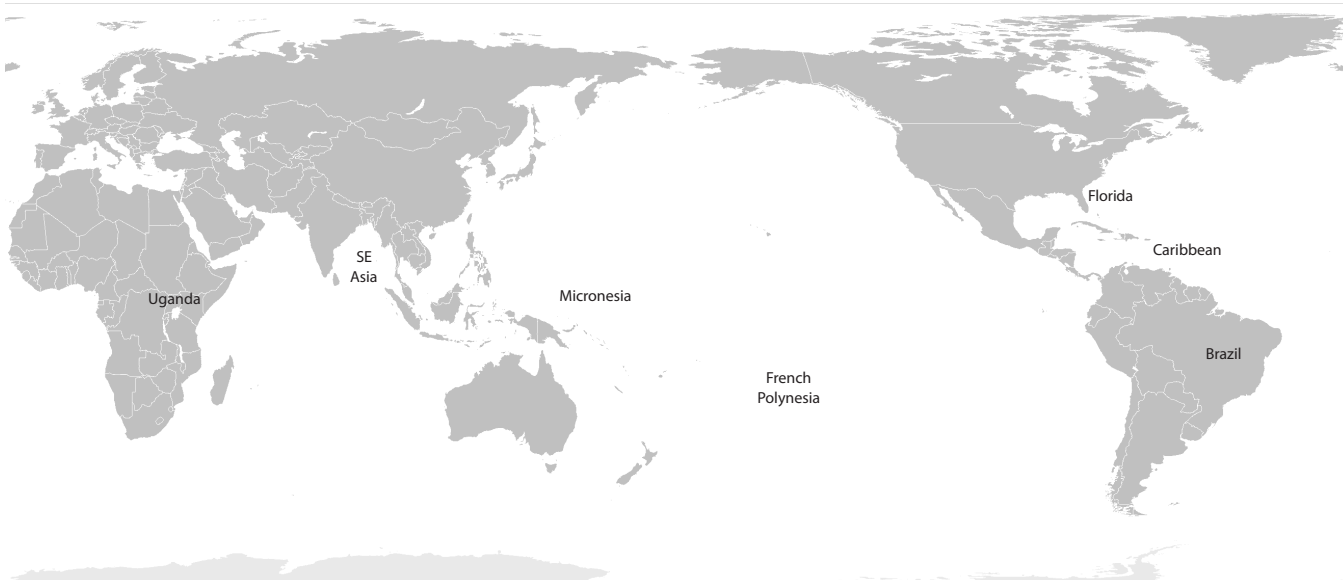 Florida
Caribbean
SE
Asia
Uganda
Micronesia
Brazil
French
Polynesia